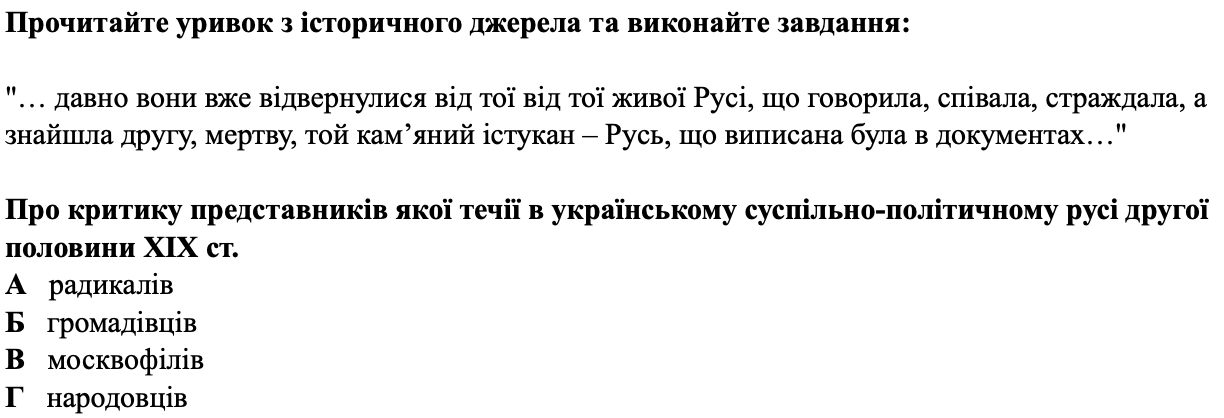 Прочитайте уривок з історичного джерела та виконайте завдання:
"… давно вони вже відвернулися від тої від тої живої Русі, що говорила, співала, страждала, а
знайшла другу, мертву, той кам’яний істукан – Русь, що виписана була в документах…"
Про критику представників якої течії в українському суспільно-політичному русі другої
половини XIX ст.
А радикалів
Б громадівців
В москвофілів
Г народовців